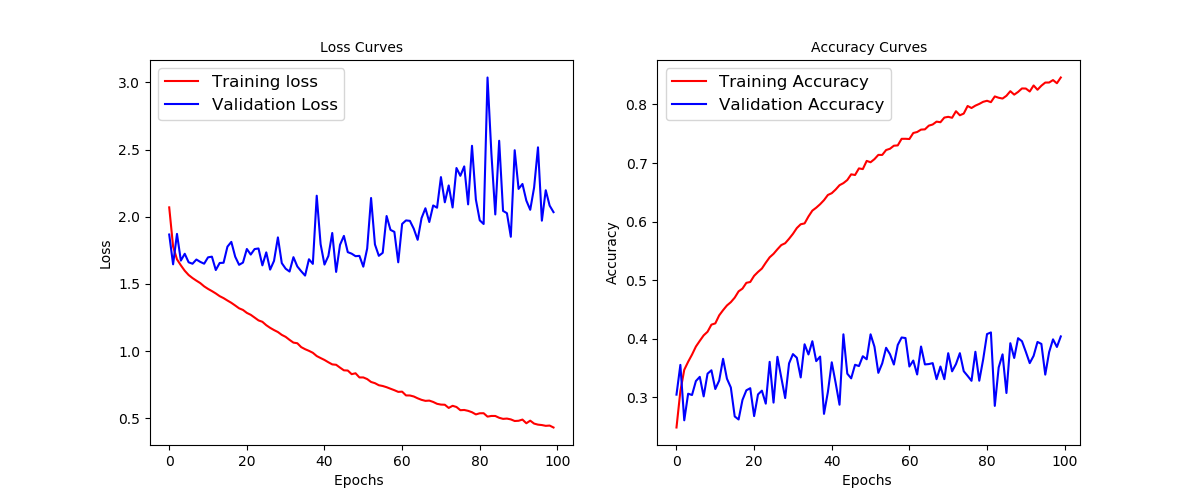 Loss Curves
Training loss
Validation Loss
3.0
2.5
2.0
1.5
1.0
0.5
Loss
0 20 40 60 80 100
Epochs
Accuracy Curves
Training Accuracy
Validation Accuracy
0.8
0.7
0.6
0.5
0.4
0.3
Accuracy
0 20 40 60 80 100
Epochs